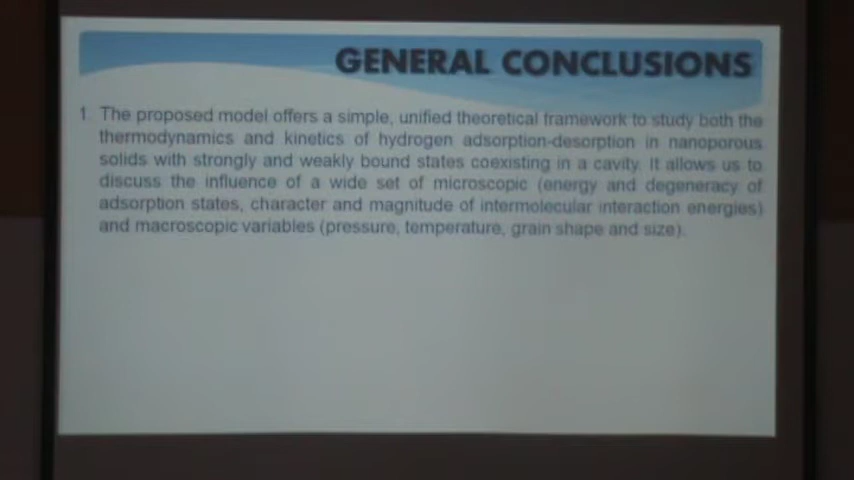 GENERAL CONCLUSIONS
1. The proposed model offers a simple, unified theoretical framework to study both the
thermodynamics and kinetics of hydrogen adsorption-desorption in nanoporous
solids with strongly and weakly bound states coexisting in a cavity. It allows us to
discuss the influence of a wide set of microscopic (energy and degeneracy of
adsorption states, character and magnitude of intermolecular interaction energies)
and macroscopic variables (pressure, temperature, grain shape and size).